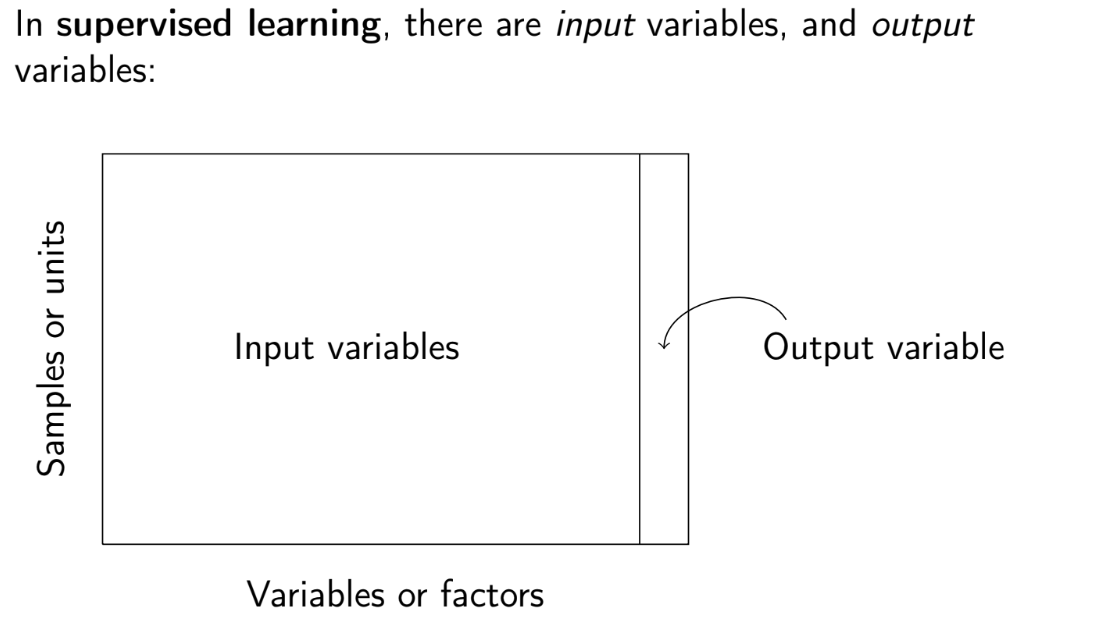 In supervised learning, there are input variables, and output
variables:
Samples or units
Input variables
Output variable
Variables or factors